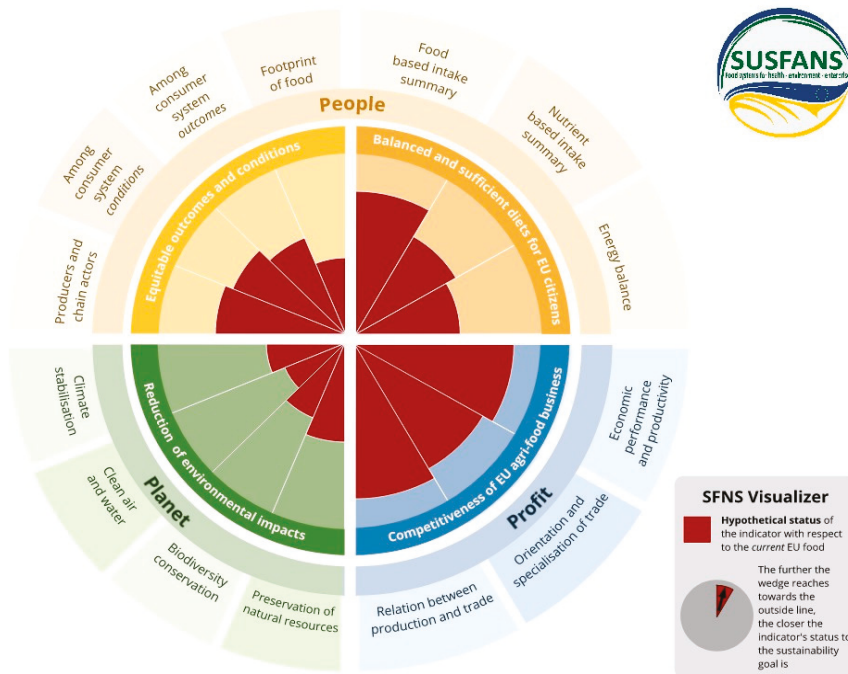 Food
based intake
summary
Footprint
of food
Among
consumer
system
outcomes
Nutrient
based intake
summary
Among
consumer
system
conditions
Energy balance
Producers and
chain actors
People
Equitable outcomes and conditions
Balanced and sufficient diets for EU citizens
Climate
stabilisation
Clean air
and water
Biodiversity
conservation
Preservation of
natural resources
Planet
Reduction of environmental impacts
Competitiveness of EU agri-food business
Profit
Economic
performance
and productivity
Orientation and
specialisation of trade
Relation between
production and trade
SUSFANS
Food systems for health - environment - enterprise
SFNS Visualizer
Hypothetical status of
the indicator with respect
to the current EU food
The further the
wedge reaches
towards the
outside line,
the closer the
indicator's status to
the sustainability
goal is